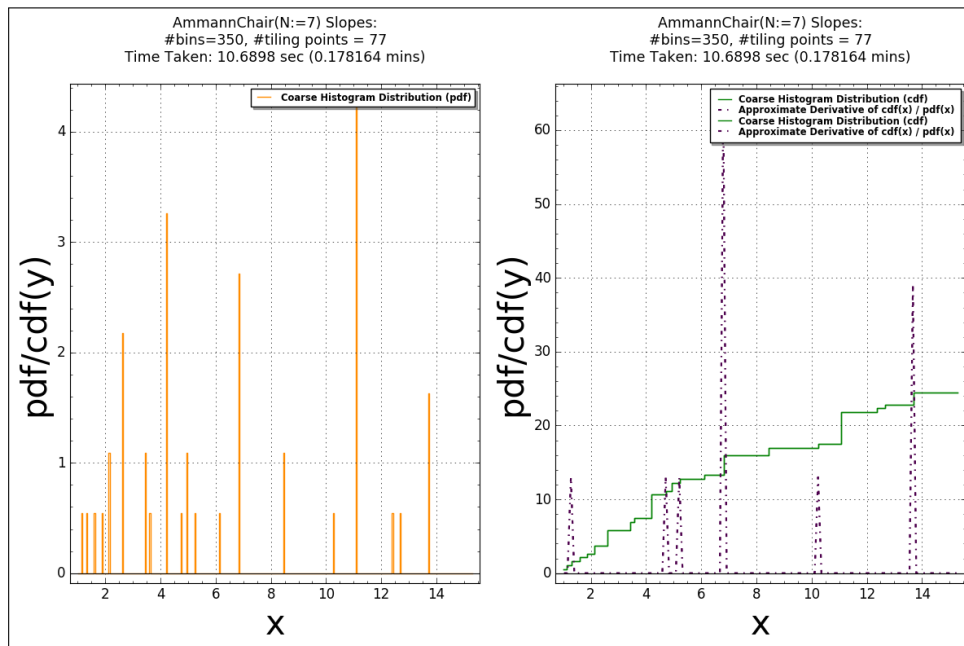 AmmannChair(N:=7) Slopes:
#bins=350, #tiling points = 77
Time Taken: 10.6898 sec (0.178164 mins)
Coarse Histogram Distribution (pdf)
pdf/cdf(y)
4
3
2
1
0
2 4 6 8 10 12 14
x
AmmannChair(N:=7) Slopes:
#bins=350, #tiling points = 77
Time Taken: 10.6898 sec (0.178164 mins)
Coarse Histogram Distribution (cdf)
Approximate Derivative of cdf(x) / pdf(x)
Coarse Histogram Distribution (cdf)
Approximate Derivative of cdf(x) / pdf(x)
pdf/cdf(y)
60
50
40
30
20
10
0
2 4 6 8 10 12 14
x